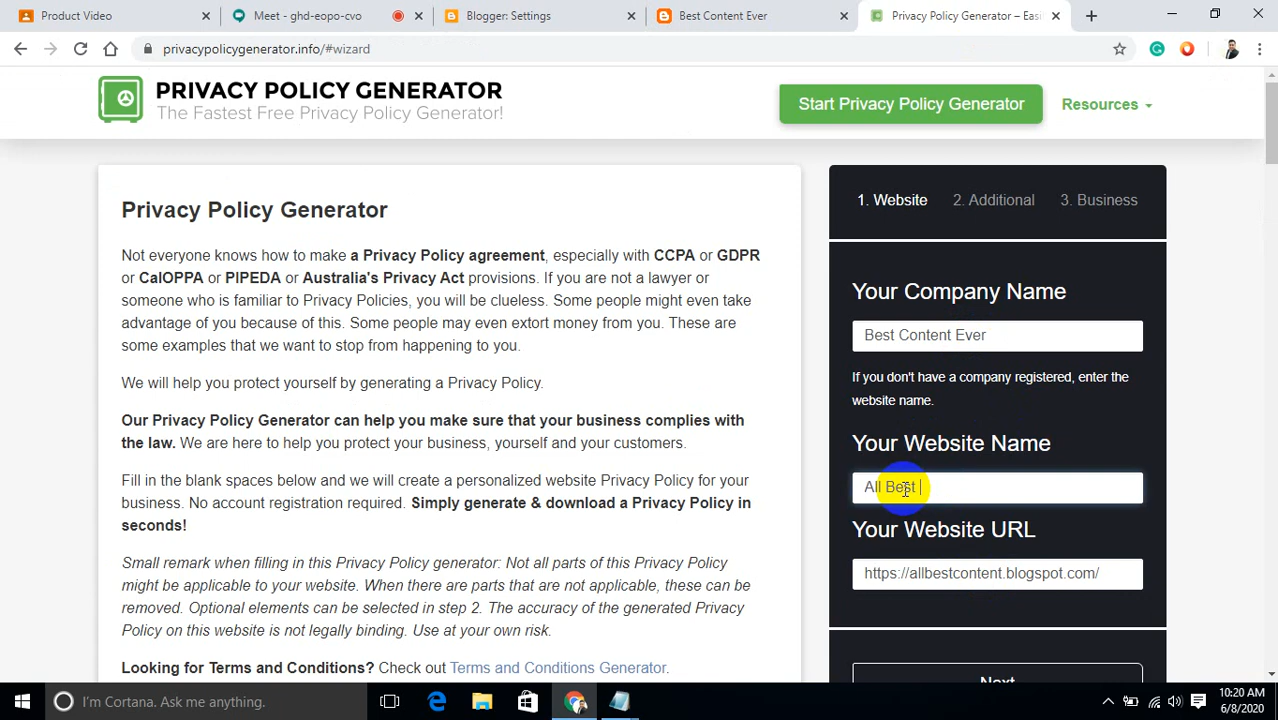 Product Video
Meet - ghd-eopo-cvo
Blogger: Settings
Best Content Ever
Privacy Policy Generator – Easi
privacypolicygenerator.info/#wizard
PRIVACY POLICY GENERATOR
The Fastest Free Privacy Policy Generator!
Start Privacy Policy Generator
Resources
Privacy Policy Generator
Not everyone knows how to make a Privacy Policy agreement, especially with CCPA or GDPR
or CalOPPA or PIPEDA or Australia's Privacy Act provisions. If you are not a lawyer or
someone who is familiar to Privacy Policies, you will be clueless. Some people might even take
advantage of you because of this. Some people may even extort money from you. These are
some examples that we want to stop from happening to you.
We will help you protect yourself by generating a Privacy Policy.
Our Privacy Policy Generator can help you make sure that your business complies with
the law. We are here to help you protect your business, yourself and your customers.
Fill in the blank spaces below and we will create a personalized website Privacy Policy for your
business. No account registration required. Simply generate & download a Privacy Policy in
seconds!
Small remark when filling in this Privacy Policy generator: Not all parts of this Privacy Policy
might be applicable to your website. When there are parts that are not applicable, these can be
removed. Optional elements can be selected in step 2. The accuracy of the generated Privacy
Policy on this website is not legally binding. Use at your own risk.
Looking for Terms and Conditions? Check out Terms and Conditions Generator.
1. Website 2. Additional 3. Business
Your Company Name
Best Content Ever
If you don't have a company registered, enter the
website name.
Your Website Name
All Best
Your Website URL
https://allbestcontent.blogspot.com/
Next
I'm Cortana. Ask me anything.
10:20 AM
6/8/2020